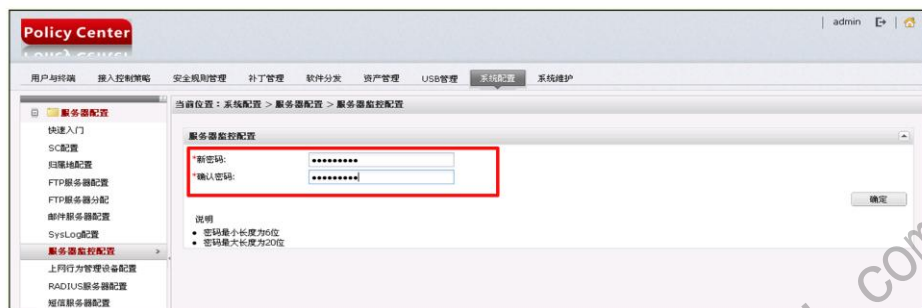 admin
Policy Center
用户与终端 接入控制策略 安全规则管理 补丁管理 软件分发 资产管理 USB管理 系统配置 系统维护
当前位置：系统配置 > 服务器配置 > 服务器监控配置
服务器配置
快速入门
SC配置
归属地配置
FTP服务器配置
FTP服务器分配
邮件服务器配置
SysLog配置
服务器监控配置 >
上网行为管理设备配置
RADIUS服务器配置
短信服务器配置
服务器监控配置
*新密码: •••••••••
*确认密码: •••••••••
确定
说明
• 密码最小长度为6位
• 密码最大长度为20位
com